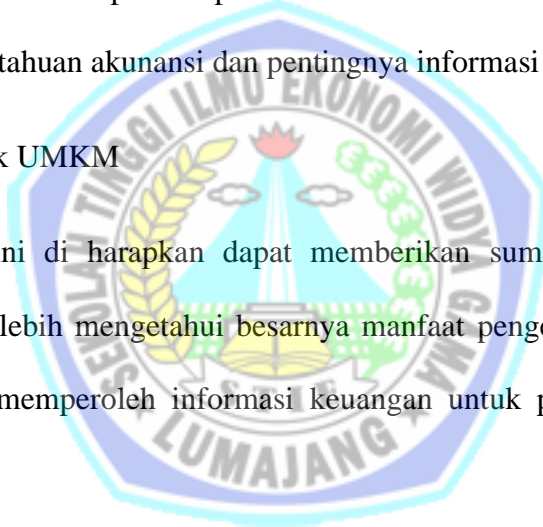 tahuan akunansi dan pentingnya informasi
k UMKM
ni di harapkan dapat memberikan sum
lebih mengetahui besarnya manfaat penge
memperoleh informasi keuangan untuk p
SEKOLAH TINGGI ILMU EKONOMI WIDYA GAMA
S T I E
LUMAJANG